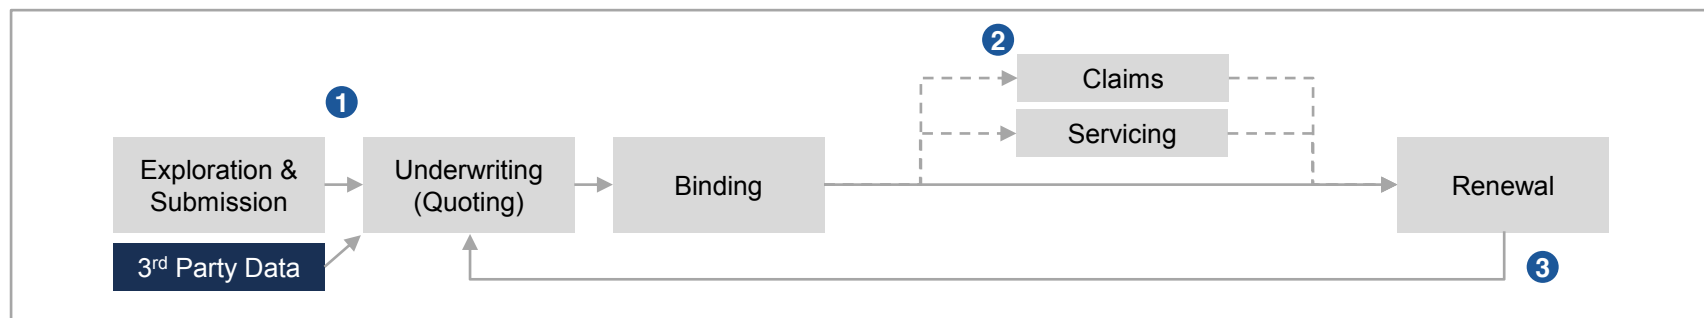 1
Exploration &
Submission
3rd Party Data
Underwriting
(Quoting)
Binding
2
Claims
Servicing
Renewal
3